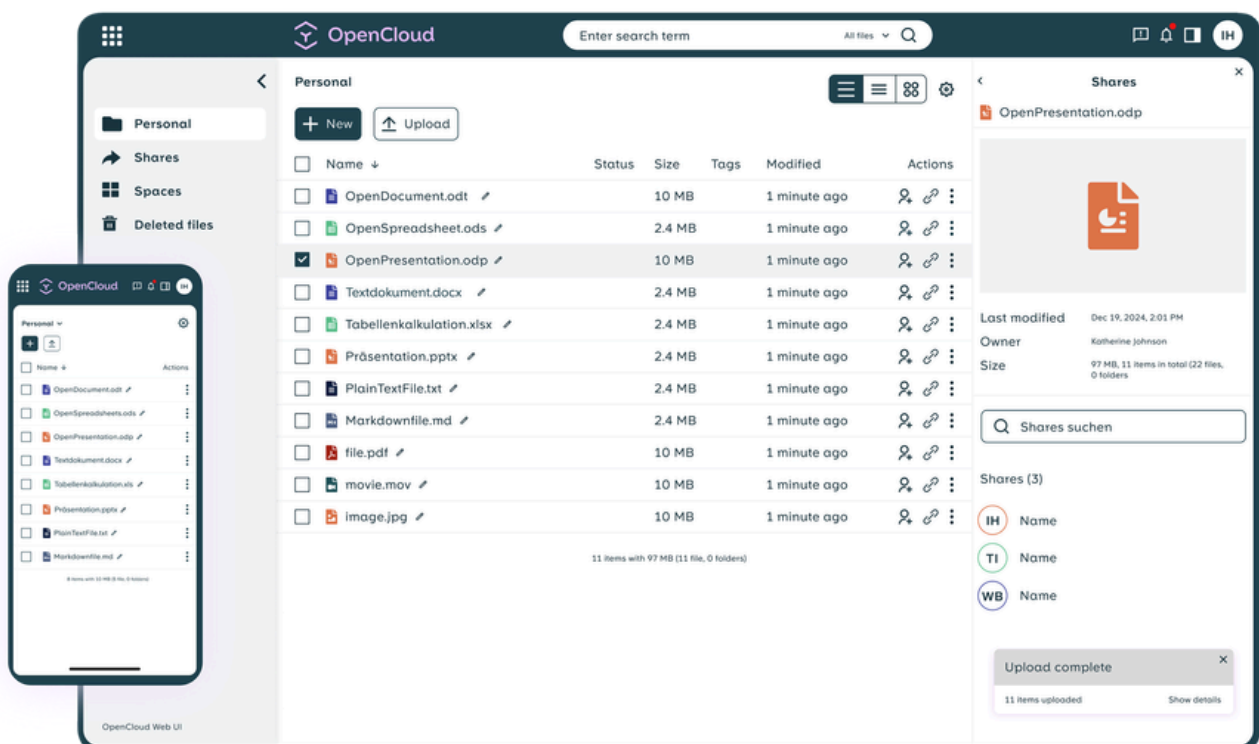 OpenCloud
Enter search term
All files
IH
Personal
Shares
Spaces
Deleted files
OpenCloud Web UI
Personal
New
Upload
Name Status Size Tags Modified Actions
OpenDocument.odt 10 MB 1 minute ago
OpenSpreadsheet.ods 2.4 MB 1 minute ago
OpenPresentation.odp 10 MB 1 minute ago
Textdokument.docx 2.4 MB 1 minute ago
Tabellenkalkulation.xlsx 2.4 MB 1 minute ago
Präsentation.pptx 2.4 MB 1 minute ago
PlainTextFile.txt 2.4 MB 1 minute ago
Markdownfile.md 2.4 MB 1 minute ago
file.pdf 10 MB 1 minute ago
movie.mov 10 MB 1 minute ago
image.jpg 10 MB 1 minute ago
11 items with 97 MB (11 file, 0 folders)
Shares
OpenPresentation.odp
Last modified Dec 19, 2024, 2:01 PM
Owner Katherine Johnson
Size 97 MB, 11 items in total (22 files,
0 folders
Shares suchen
Shares (3)
IH Name
TI Name
WB Name
Upload complete
11 items uploaded Show details
OpenCloud
IH
Personal
Name Actions
OpenDocument.odt
OpenSpreadsheets.ods
OpenPresentation.odp
Textdokument.docx
Tabellenkalkulation.xls
Präsentation.pptx
PlainTextFile.txt
Markdownfile.md